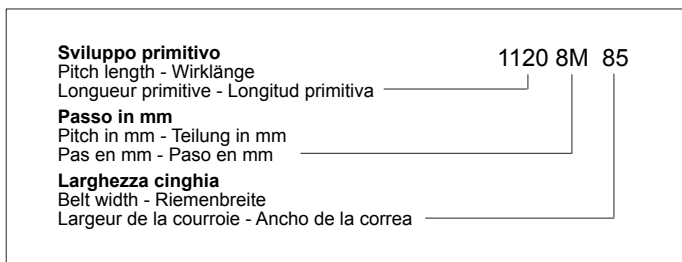 Sviluppo primitivo 1120 8M 85
Pitch length - Wirklänge
Longueur primitive - Longitud primitiva
Passo in mm
Pitch in mm - Teilung in mm
Pas en mm - Paso en mm
Larghezza cinghia
Belt width - Riemenbreite
Largeur de la courroie - Ancho de la correa